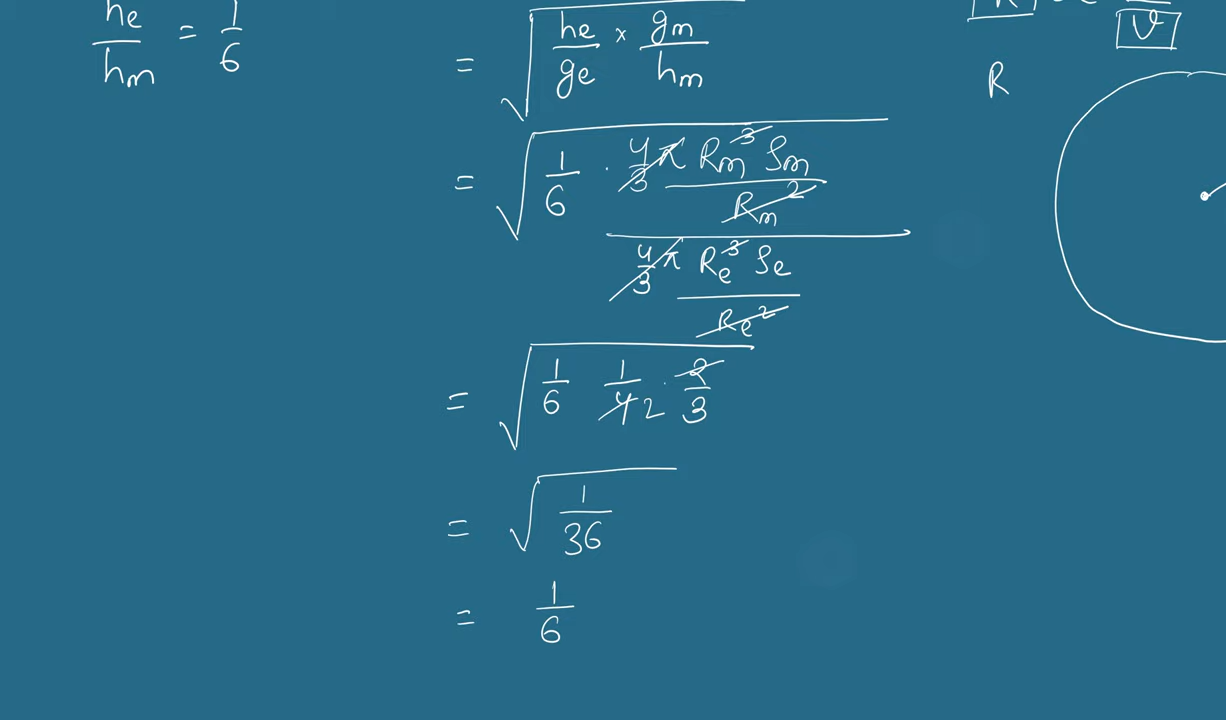 he/hm = 1/6
= √(he/ge × gm/hm)
V
R
= √(1/6 · (4/3 π Rm³ ρm / Rm²) / (4/3 π Re³ ρe / Re²))
= √(1/6 1/4 2 · 2/3)
= √(1/36)
= 1/6